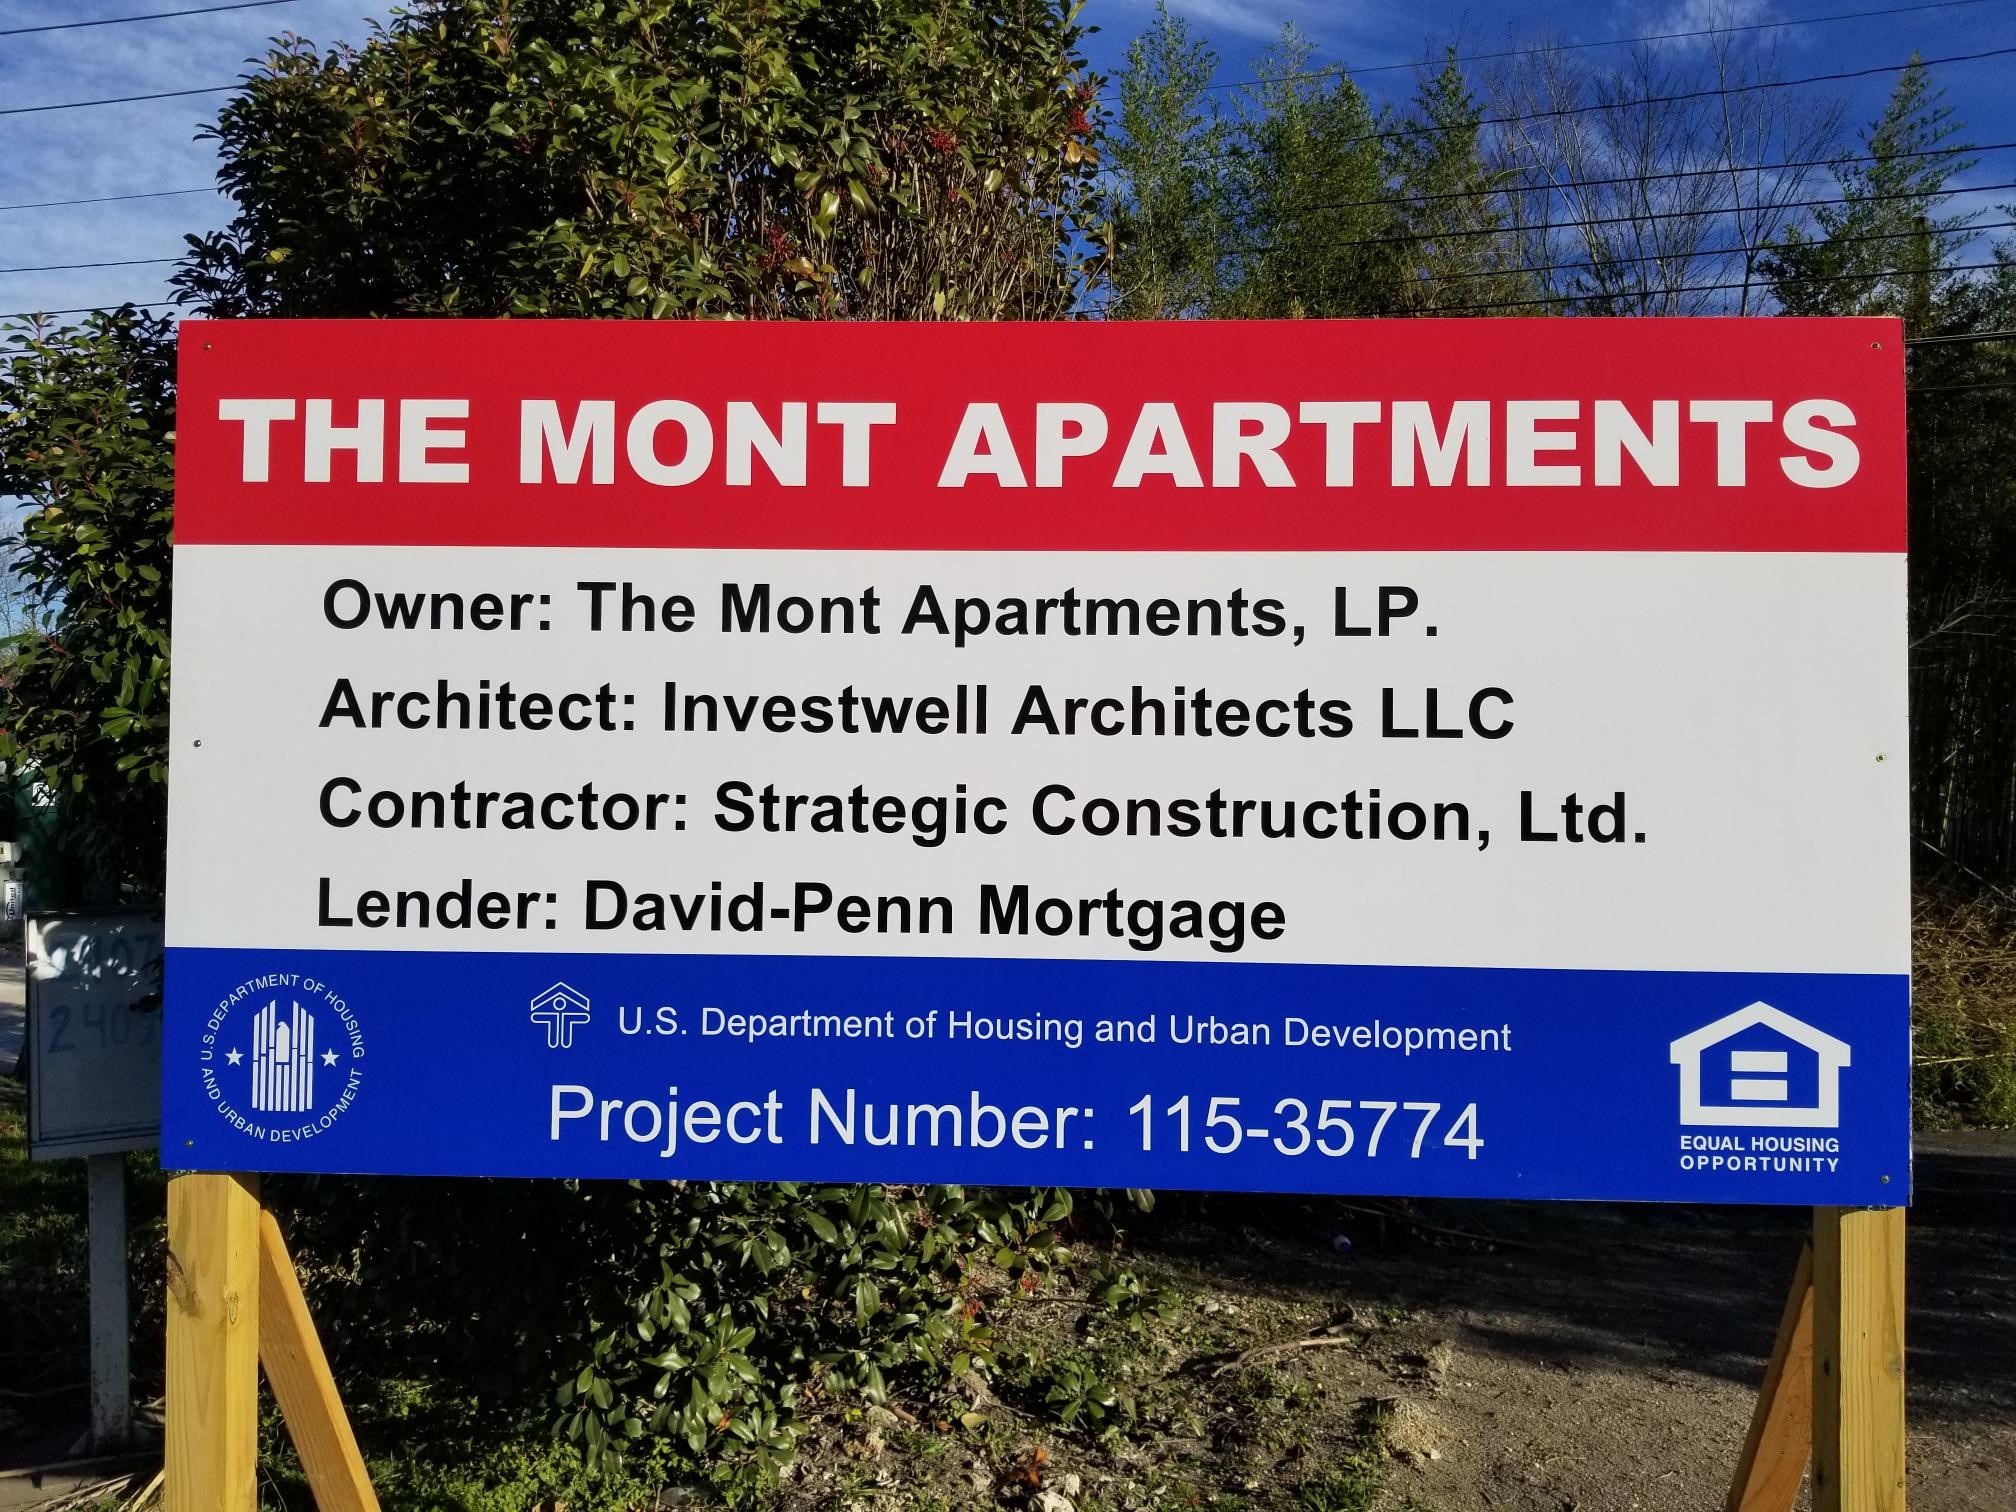 THE MONT APARTMENTS
Owner: The Mont Apartments, LP.
Architect: Investwell Architects LLC
Contractor: Strategic Construction, Ltd.
Lender: David-Penn Mortgage
U.S. DEPARTMENT OF HOUSING
AND URBAN DEVELOPMENT
U.S. Department of Housing and Urban Development
Project Number: 115-35774
EQUAL HOUSING
OPPORTUNITY
2407